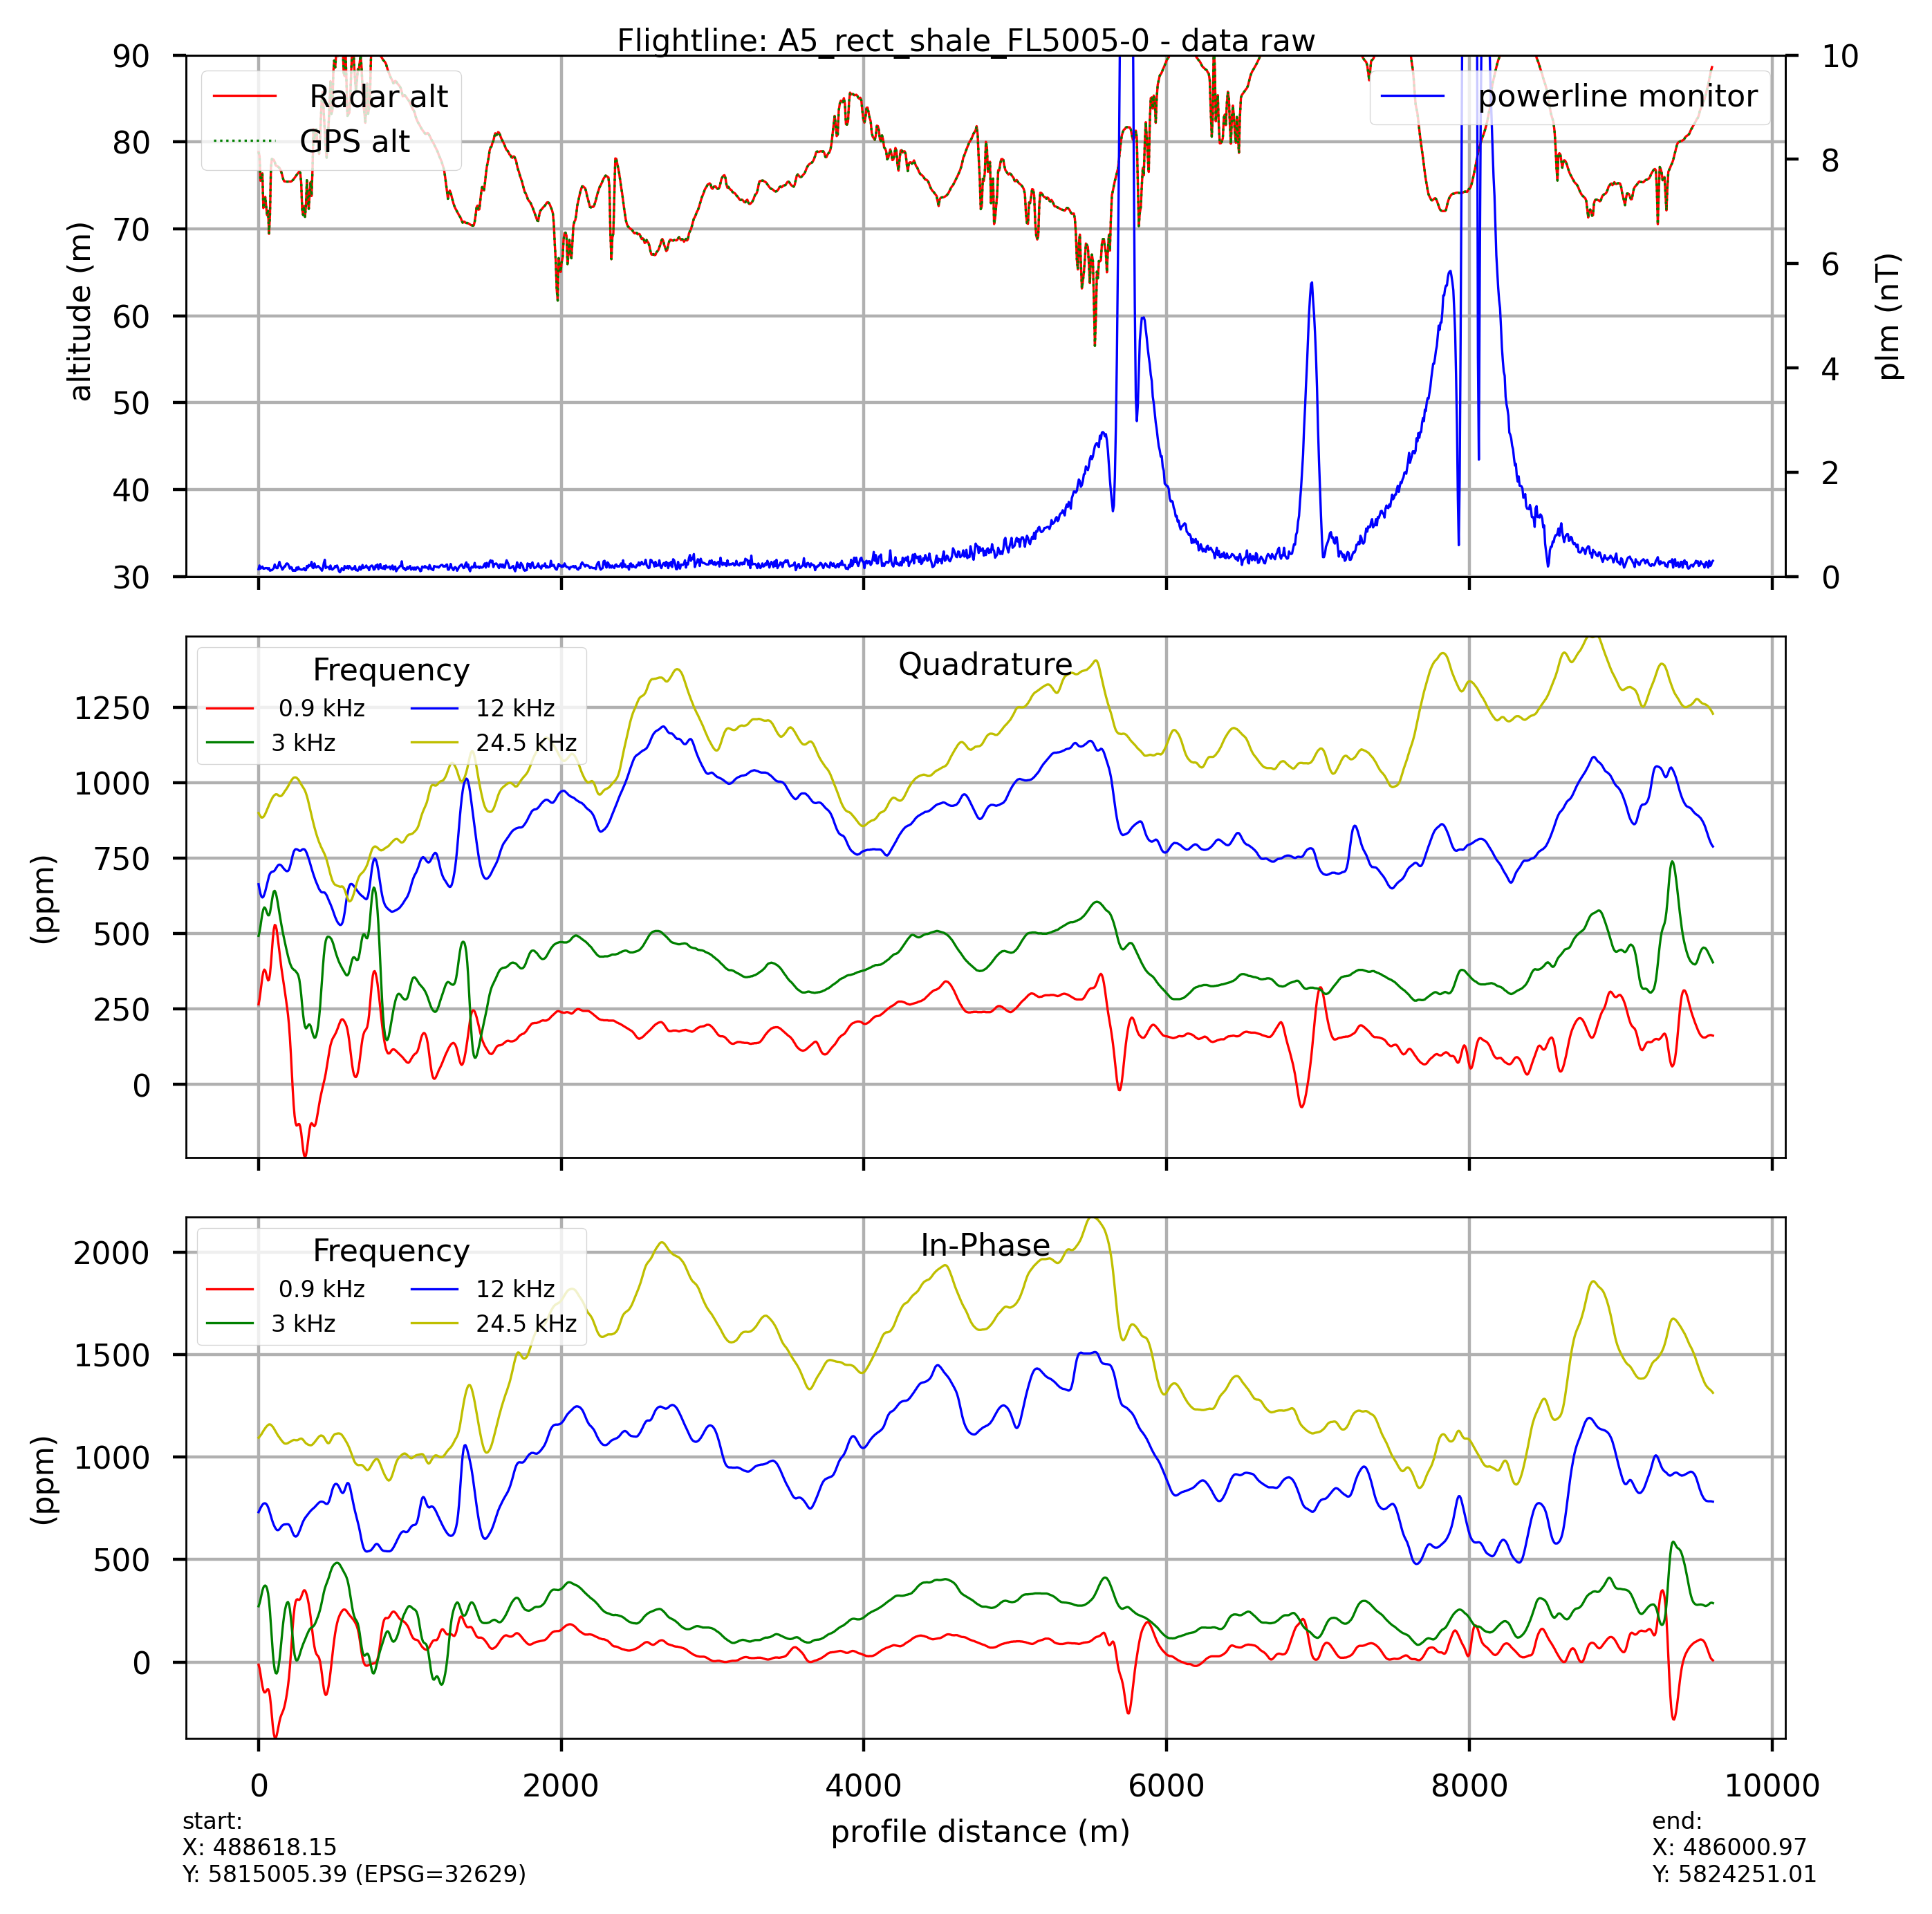 Flightline: A5_rect_shale_FL5005-0 - data raw
90
80
70
60
50
40
30
altitude (m)
Radar alt
GPS alt
powerline monitor
10
8
6
4
2
0
plm (nT)
Quadrature
Frequency
0.9 kHz
3 kHz
12 kHz
24.5 kHz
1250
1000
750
500
250
0
(ppm)
In-Phase
Frequency
0.9 kHz
3 kHz
12 kHz
24.5 kHz
2000
1500
1000
500
0
(ppm)
0 2000 4000 6000 8000 10000
profile distance (m)
start:
X: 488618.15
Y: 5815005.39 (EPSG=32629)
end:
X: 486000.97
Y: 5824251.01